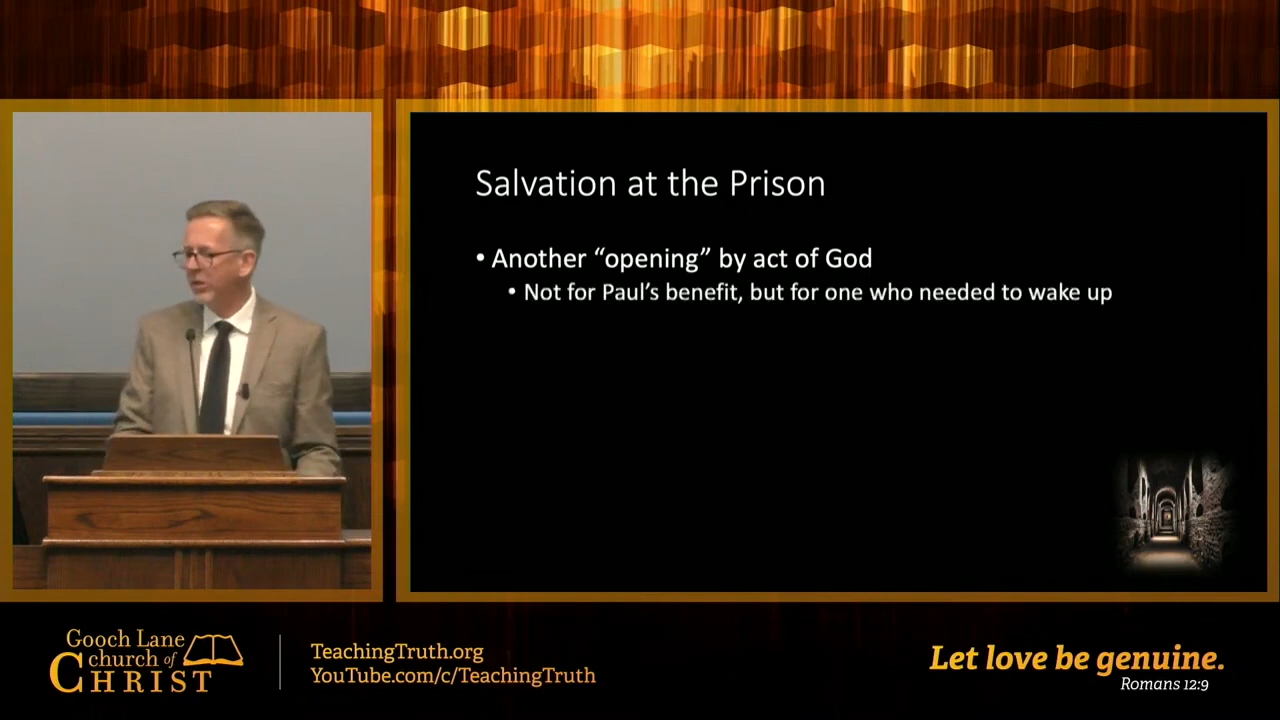 Salvation at the Prison
• Another “opening” by act of God
• Not for Paul’s benefit, but for one who needed to wake up
Gooch Lane
church of
CHRIST
TeachingTruth.org
YouTube.com/c/TeachingTruth
Let love be genuine.
Romans 12:9